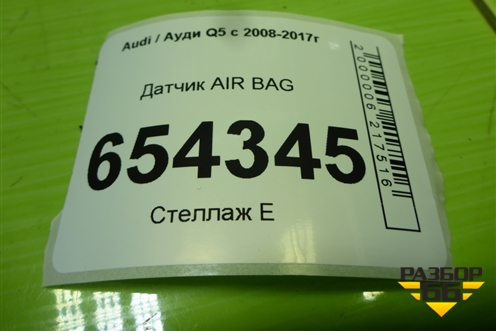 Audi / Ауди Q5 с 2008-2017г
Датчик AIR BAG
654345
Стеллаж Е
2000006217516
РАЗБОР
66